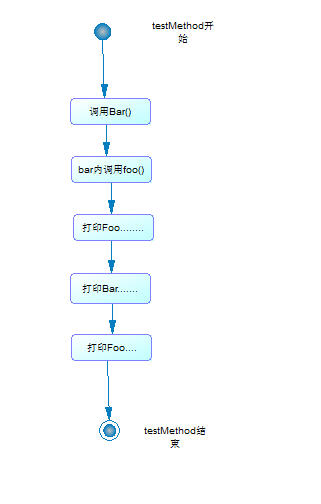 testMethod开
始
调用Bar()
bar内调用foo()
打印Foo........
打印Bar.......
打印Foo....
testMethod结
束